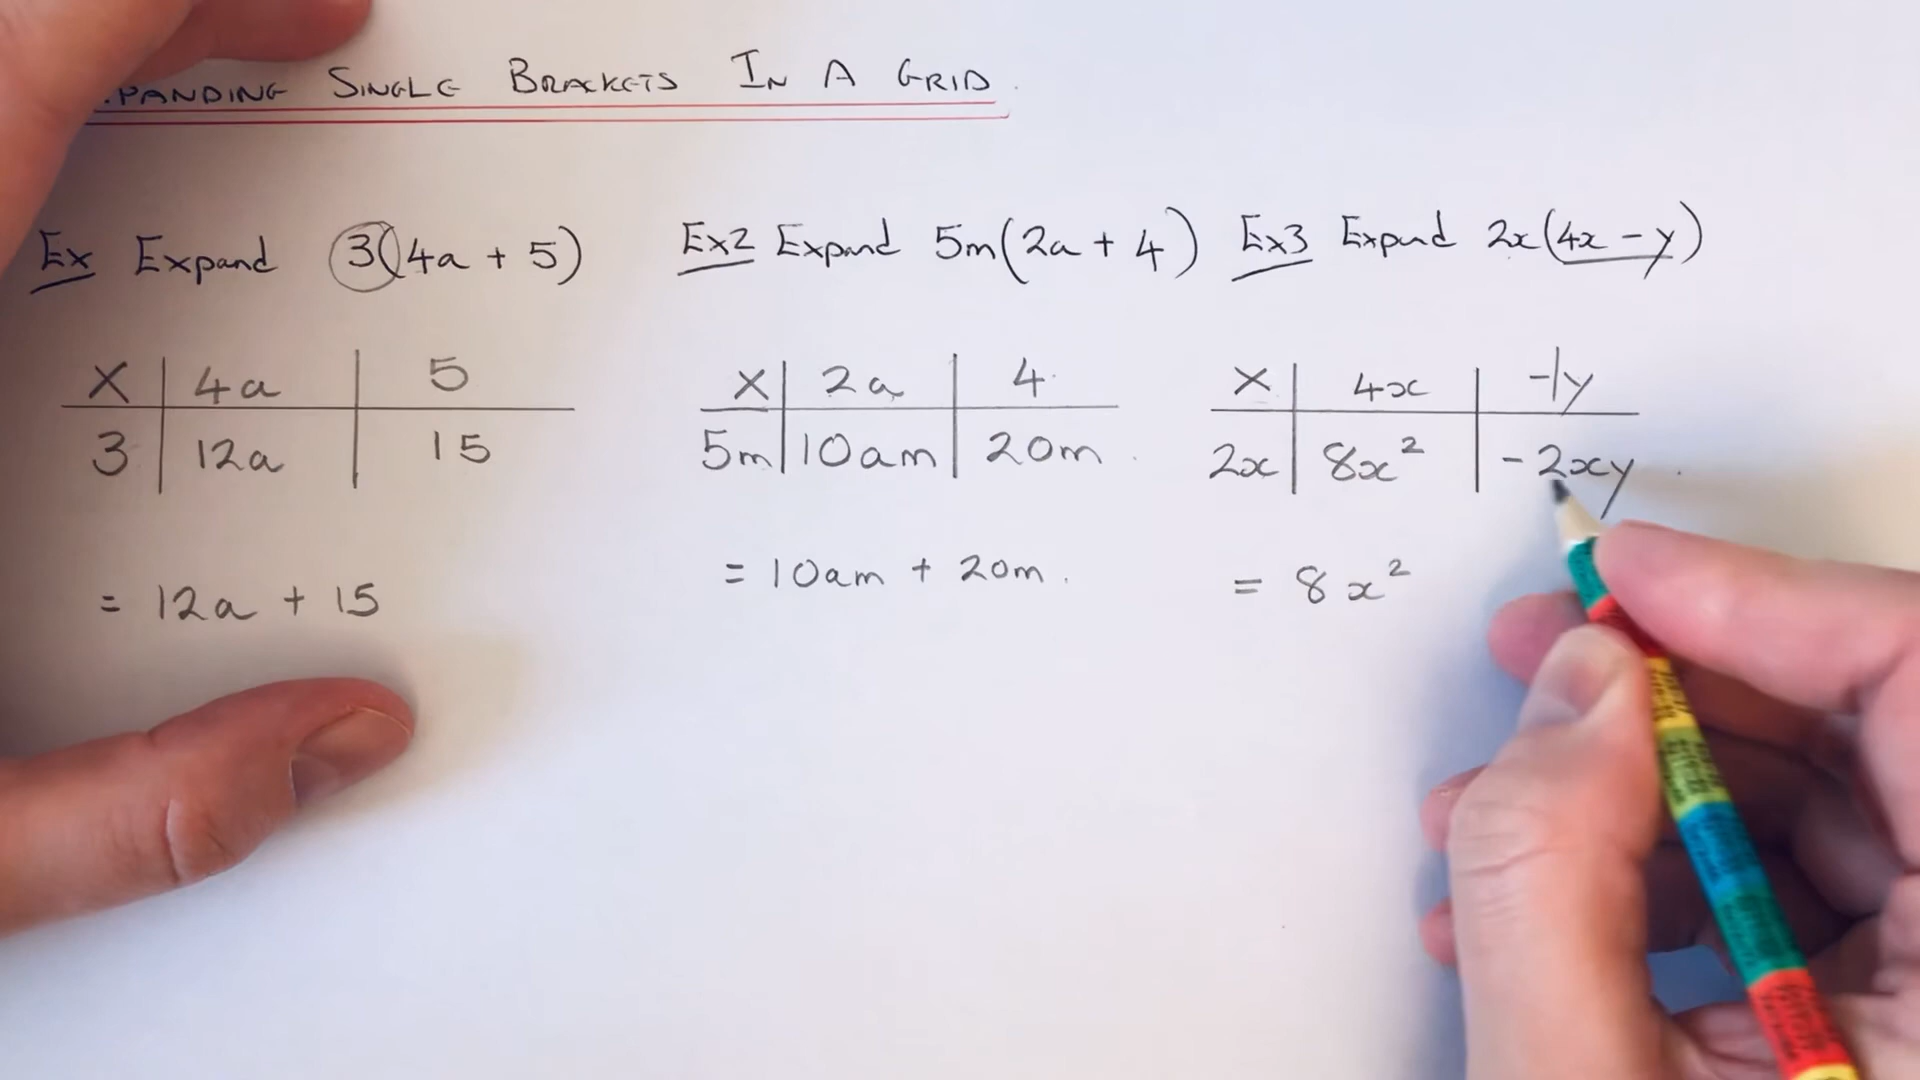 PANDING SINGLE BRACKETS IN A GRID
Ex Expand 3(4a + 5)
× 4a 5
3 12a 15
= 12a + 15
Ex2 Expand 5m(2a + 4)
× 2a 4
5m 10am 20m
= 10am + 20m.
Ex3 Expand 2x(4x - y)
× 4x -1y
2x 8x² -2xy
= 8x²